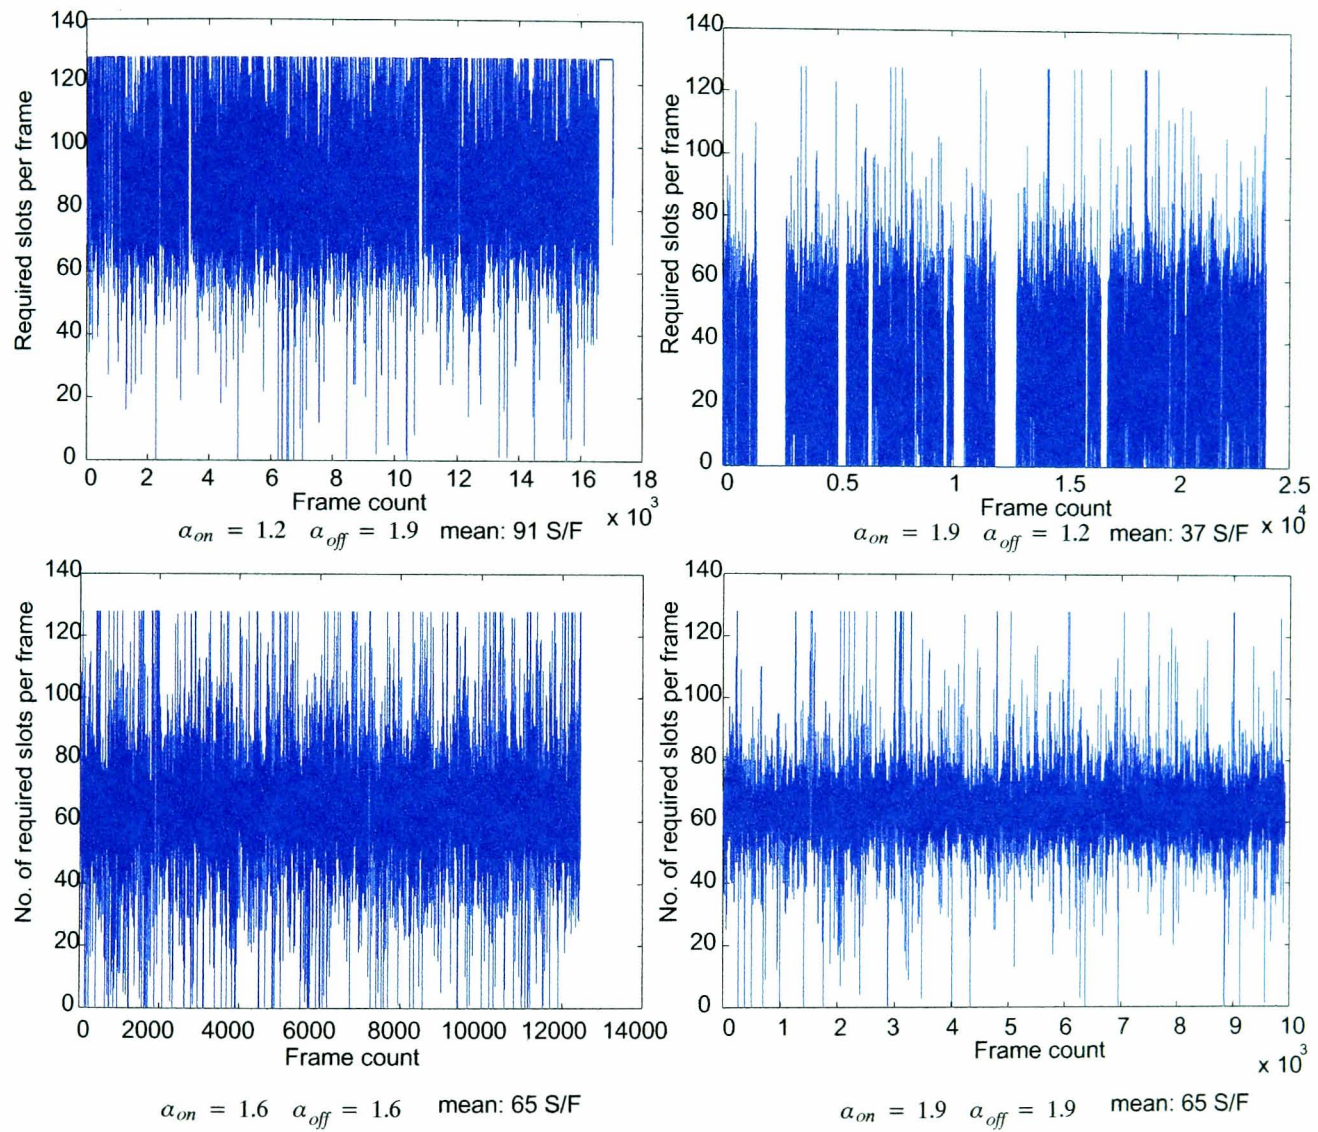 140
120
100
80
60
40
20
0
Required slots per frame
0 2 4 6 8 10 12 14 16 18
Frame count
x 10³
α_on = 1.2 α_off = 1.9 mean: 91 S/F
140
120
100
80
60
40
20
0
Required slots per frame
0 0.5 1 1.5 2 2.5
Frame count
x 10⁴
α_on = 1.9 α_off = 1.2 mean: 37 S/F
140
120
100
80
60
40
20
0
No. of required slots per frame
0 2000 4000 6000 8000 10000 12000 14000
Frame count
α_on = 1.6 α_off = 1.6 mean: 65 S/F
140
120
100
80
60
40
20
0
No. of required slots per frame
0 1 2 3 4 5 6 7 8 9 10
Frame count
x 10³
α_on = 1.9 α_off = 1.9 mean: 65 S/F